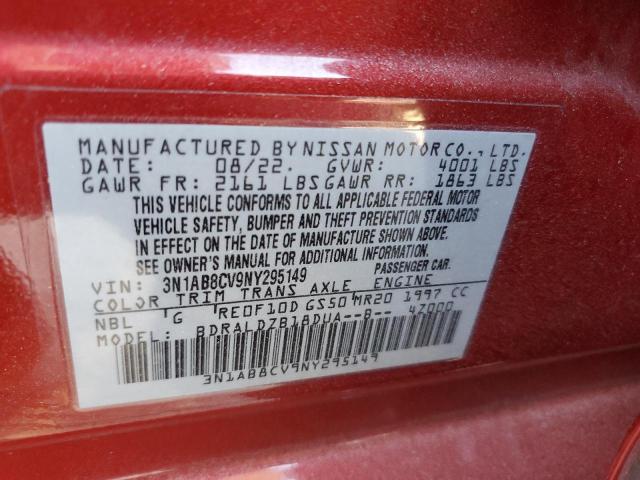 MANUFACTURED BY NISSAN MOTOR CO., LTD.
DATE: 08/22. GVWR: 4001 LBS
GAWR FR: 2161 LBS GAWR RR: 1863 LBS
THIS VEHICLE CONFORMS TO ALL APPLICABLE FEDERAL MOTOR
VEHICLE SAFETY, BUMPER AND THEFT PREVENTION STANDARDS
IN EFFECT ON THE DATE OF MANUFACTURE SHOWN ABOVE.
SEE OWNER'S MANUAL FOR ADDITIONAL INFORMATION.
VIN: 3N1AB8CV9NY295149 PASSENGER CAR.
COLOR TRIM TRANS AXLE ENGINE
NBL G RE0F10D GS50 MR20 1997 CC
MODEL: BDRALDZB18DUA--B-- 4Z000
3N1AB8CV9NY295149